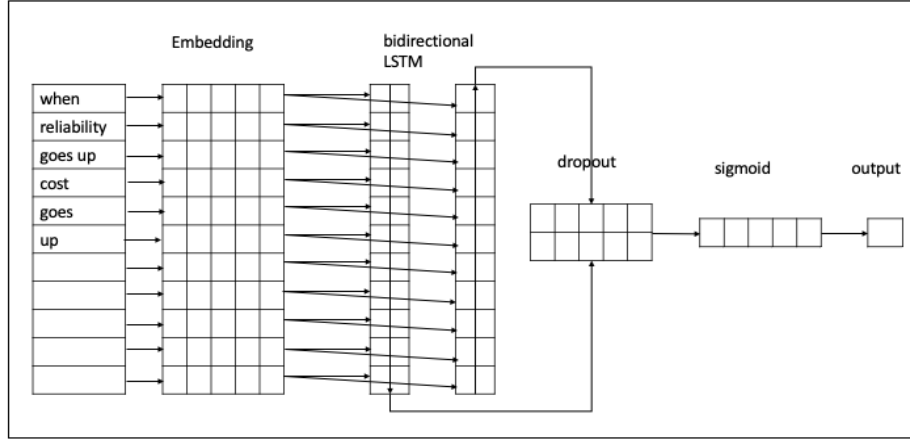 Embedding
bidirectional
LSTM
when
reliability
goes up
cost
goes
up
dropout
sigmoid
output